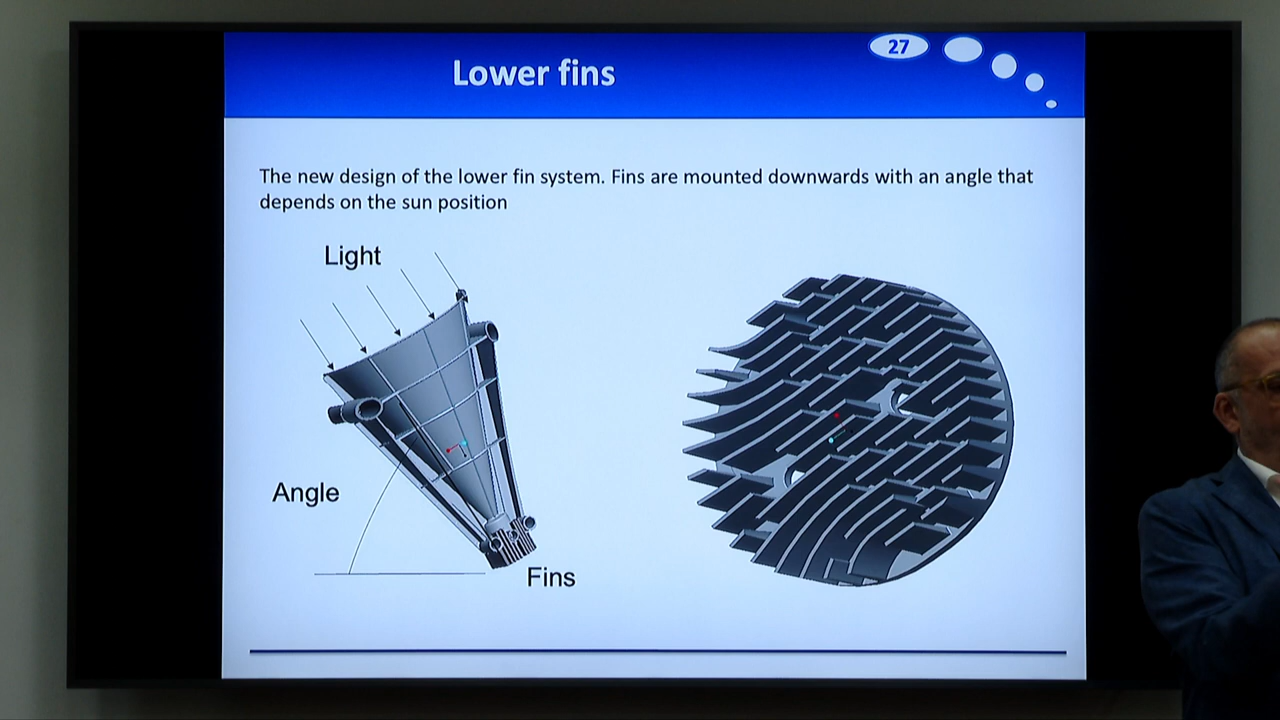 27
Lower fins
The new design of the lower fin system. Fins are mounted downwards with an angle that
depends on the sun position
Light
Angle
Fins